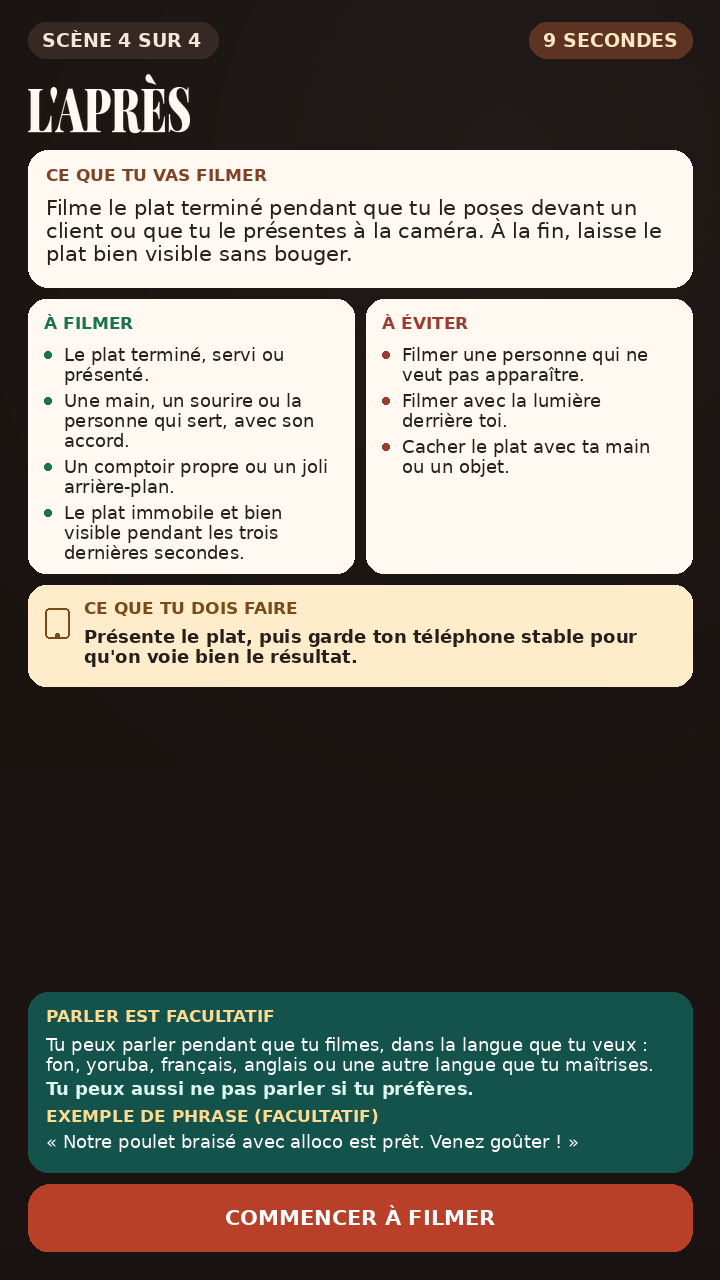 SCÈNE 4 SUR 4
9 SECONDES
L'APRÈS
CE QUE TU VAS FILMER
Filme le plat terminé pendant que tu le poses devant un
client ou que tu le présentes à la caméra. À la fin, laisse le
plat bien visible sans bouger.
À FILMER
Le plat terminé, servi ou
présenté.
Une main, un sourire ou la
personne qui sert, avec son
accord.
Un comptoir propre ou un joli
arrière-plan.
Le plat immobile et bien
visible pendant les trois
dernières secondes.
À ÉVITER
Filmer une personne qui ne
veut pas apparaître.
Filmer avec la lumière
derrière toi.
Cacher le plat avec ta main
ou un objet.
CE QUE TU DOIS FAIRE
Présente le plat, puis garde ton téléphone stable pour
qu'on voie bien le résultat.
PARLER EST FACULTATIF
Tu peux parler pendant que tu filmes, dans la langue que tu veux :
fon, yoruba, français, anglais ou une autre langue que tu maîtrises.
Tu peux aussi ne pas parler si tu préfères.
EXEMPLE DE PHRASE (FACULTATIF)
« Notre poulet braisé avec alloco est prêt. Venez goûter ! »
COMMENCER À FILMER